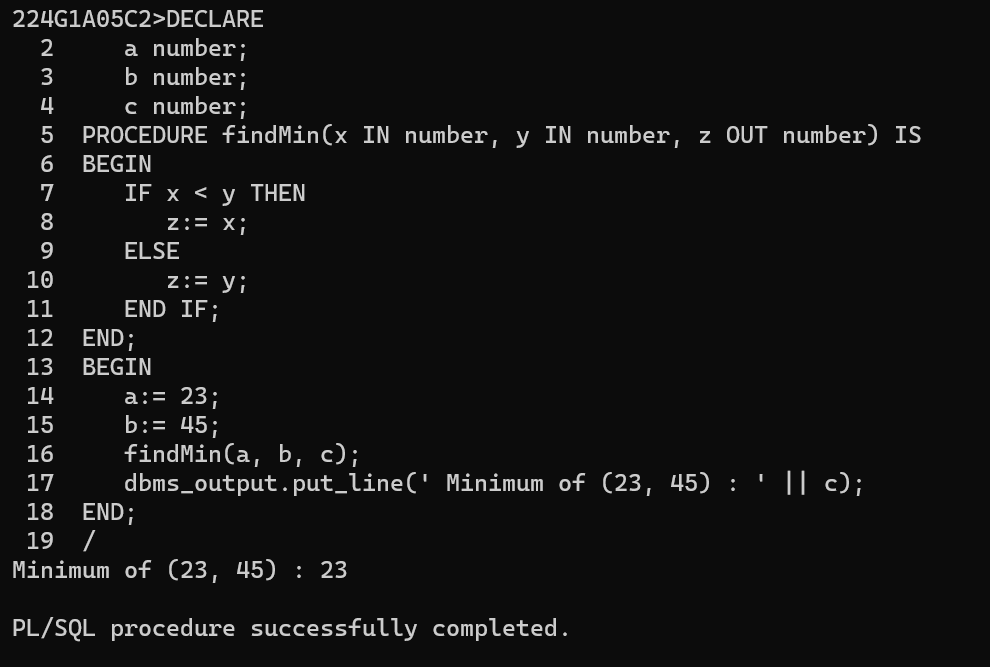 224G1A05C2>DECLARE
  2     a number;
  3     b number;
  4     c number;
  5  PROCEDURE findMin(x IN number, y IN number, z OUT number) IS
  6  BEGIN
  7     IF x < y THEN
  8        z:= x;
  9     ELSE
 10        z:= y;
 11     END IF;
 12  END;
 13  BEGIN
 14     a:= 23;
 15     b:= 45;
 16     findMin(a, b, c);
 17     dbms_output.put_line(' Minimum of (23, 45) : ' || c);
 18  END;
 19  /
Minimum of (23, 45) : 23

PL/SQL procedure successfully completed.